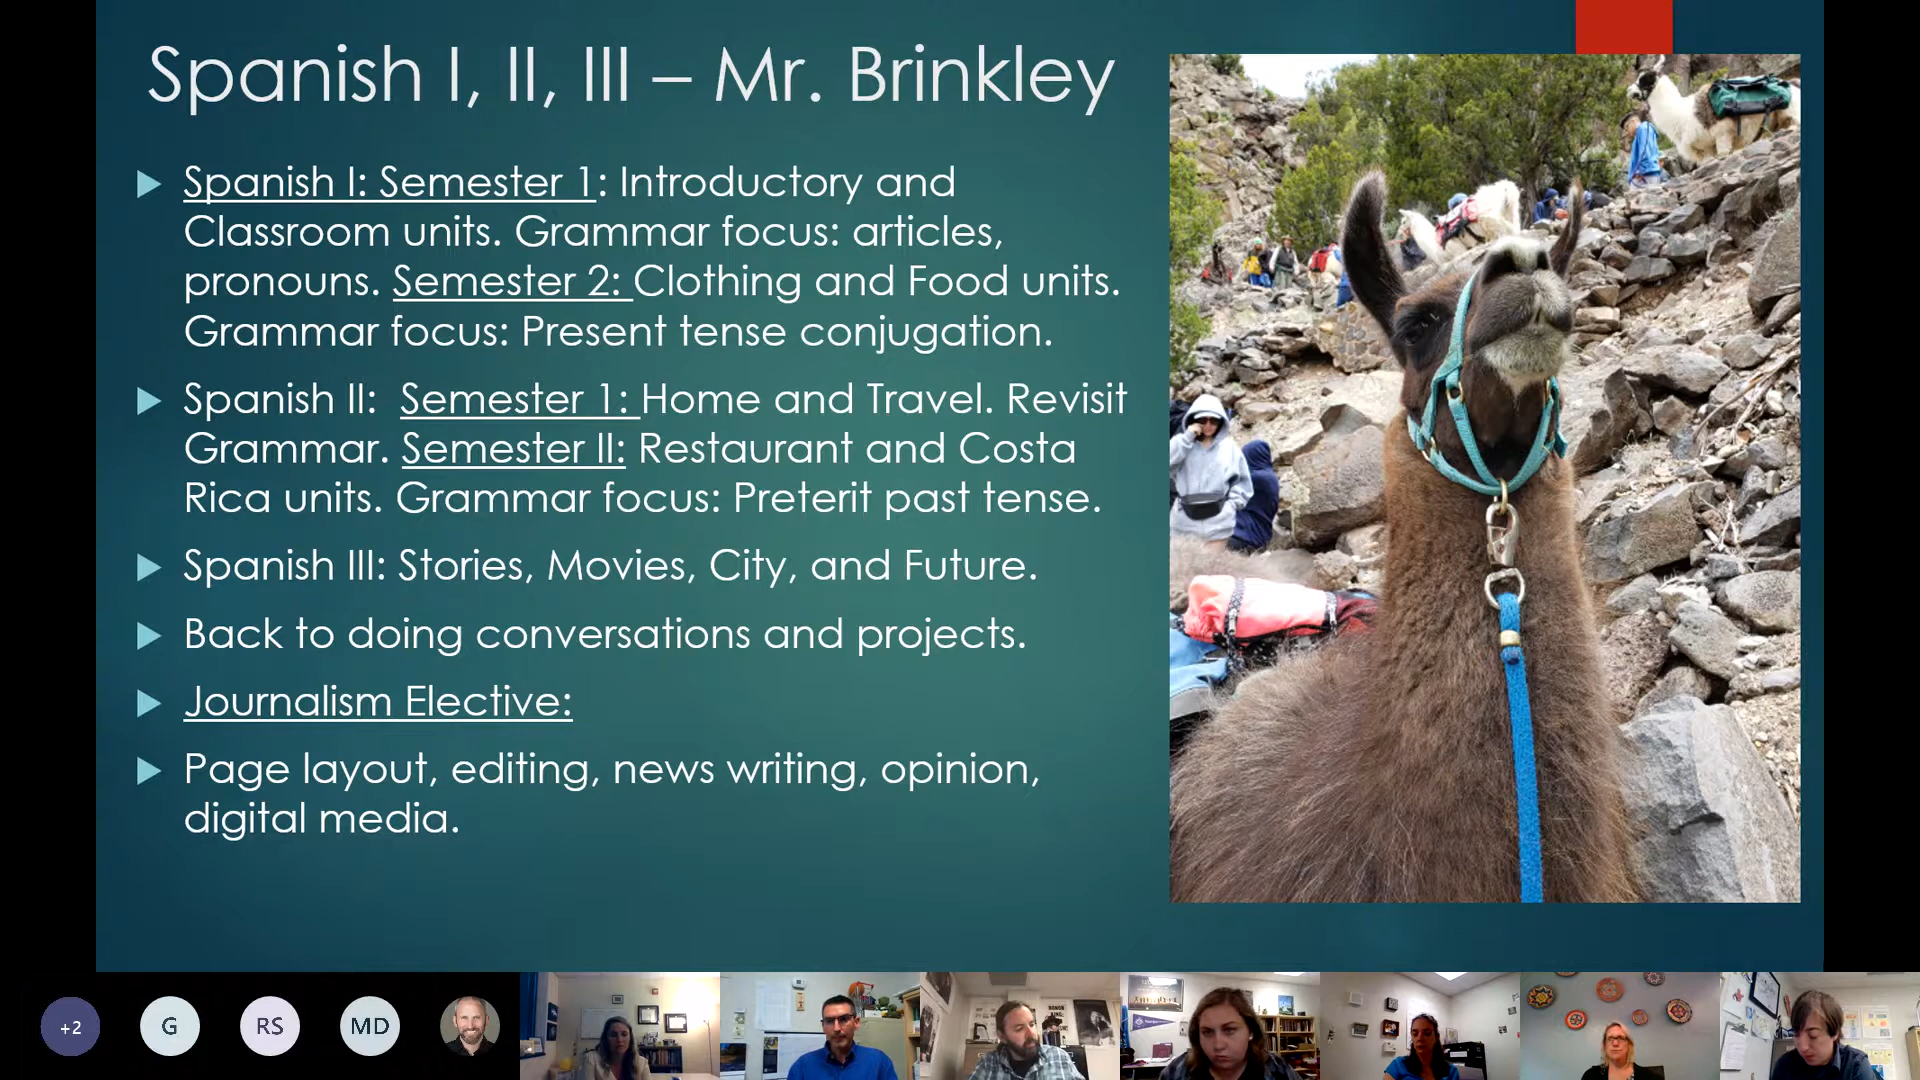 Spanish I, II, III – Mr. Brinkley
Spanish I: Semester 1: Introductory and
Classroom units. Grammar focus: articles,
pronouns. Semester 2: Clothing and Food units.
Grammar focus: Present tense conjugation.
Spanish II: Semester 1: Home and Travel. Revisit
Grammar. Semester II: Restaurant and Costa
Rica units. Grammar focus: Preterit past tense.
Spanish III: Stories, Movies, City, and Future.
Back to doing conversations and projects.
Journalism Elective:
Page layout, editing, news writing, opinion,
digital media.
+2
G
RS
MD